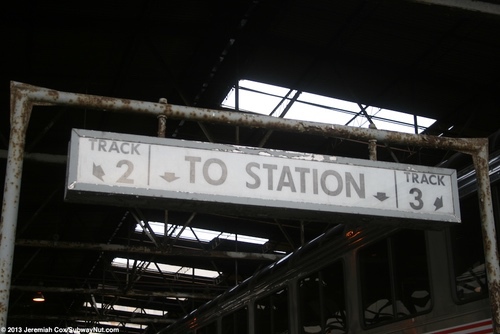 TRACK
2
TO STATION
TRACK
3
© 2013 Jeremiah Cox/SubwayNut.com